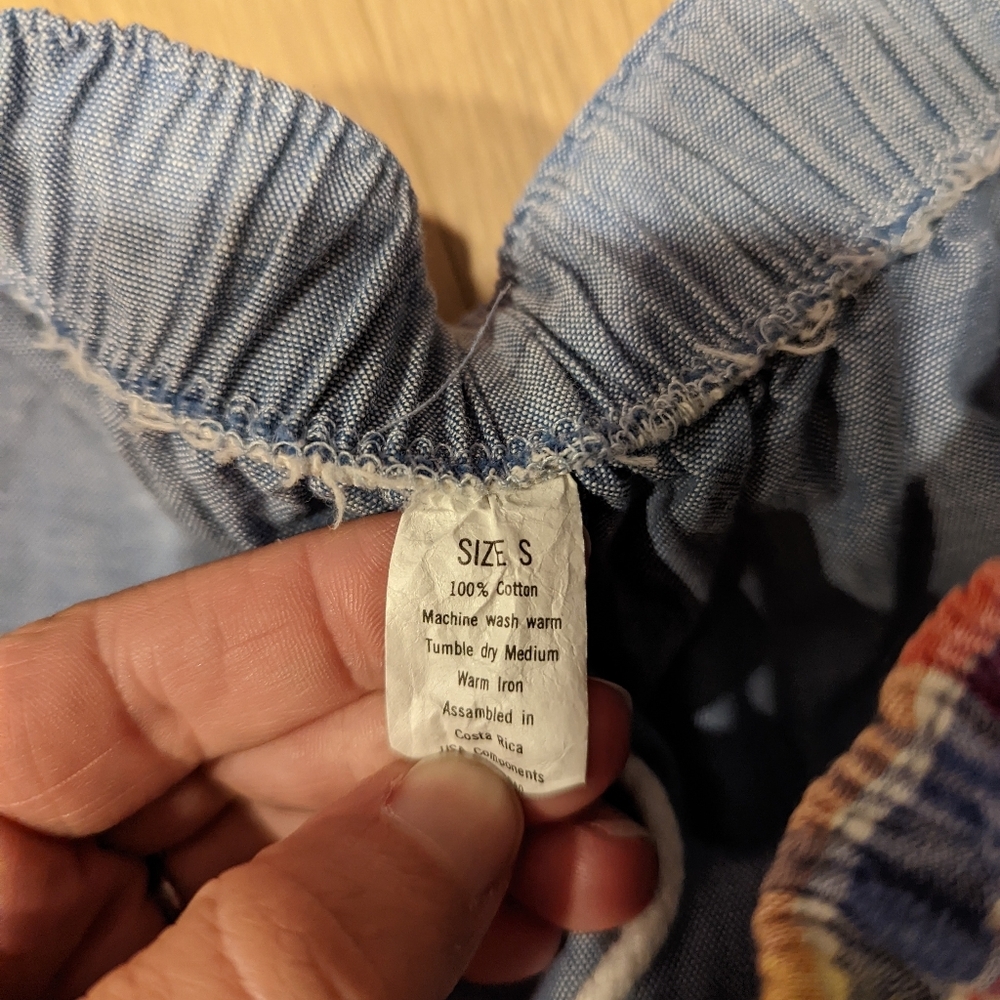 SIZE S
100% Cotton
Machine wash warm
Tumble dry Medium
Warm Iron
Assambled in
Costa Rica
USA Components